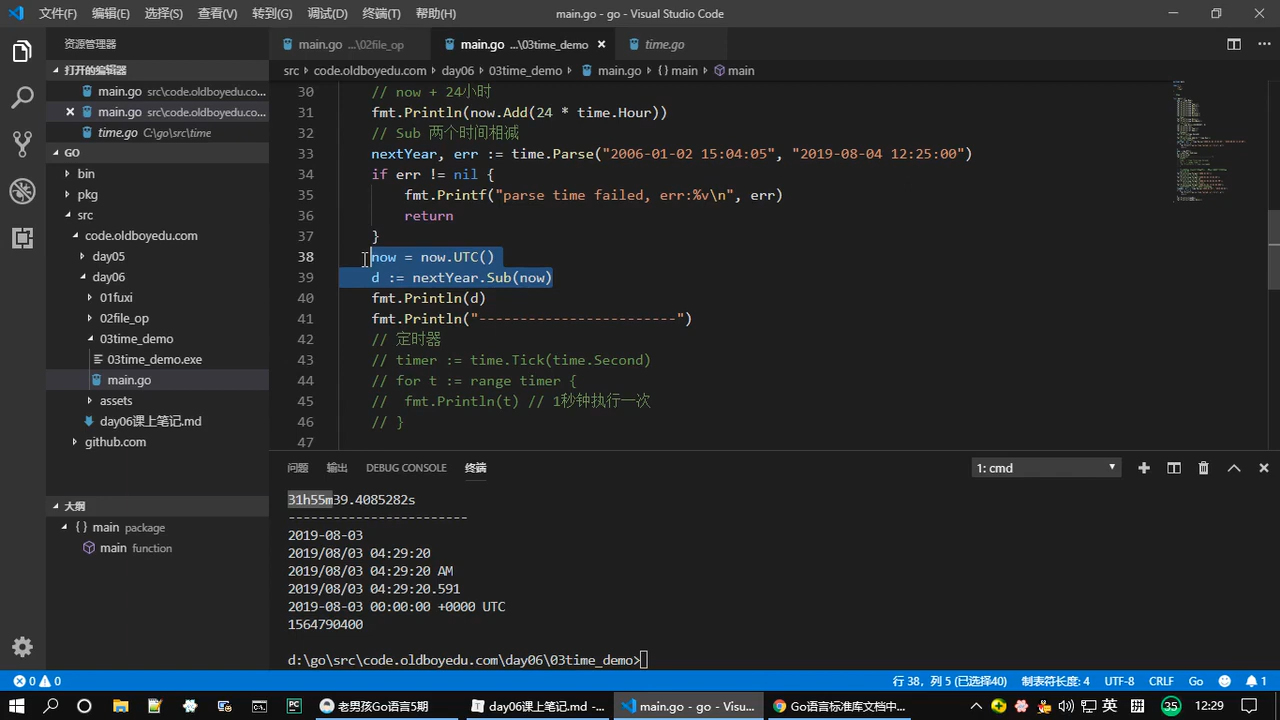 文件(F) 编辑(E) 选择(S) 查看(V) 转到(G) 调试(D) 终端(T) 帮助(H) main.go - go - Visual Studio Code
资源管理器
main.go ...\02file_op main.go ...\03time_demo × time.go
打开的编辑器
src › code.oldboyedu.com › day06 › 03time_demo › main.go › {} main › main
main.go src\code.oldboyedu.co...
main.go src\code.oldboyedu.co...
time.go C:\go\src\time
GO
bin
pkg
src
code.oldboyedu.com
day05
day06
01fuxi
02file_op
03time_demo
03time_demo.exe
main.go
assets
day06课上笔记.md
github.com
大纲
{} main package
main function
30 // now + 24小时
31 fmt.Println(now.Add(24 * time.Hour))
32 // Sub 两个时间相减
33 nextYear, err := time.Parse("2006-01-02 15:04:05", "2019-08-04 12:25:00")
34 if err != nil {
35 fmt.Printf("parse time failed, err:%v\n", err)
36 return
37 }
38 now = now.UTC()
39 d := nextYear.Sub(now)
40 fmt.Println(d)
41 fmt.Println("------------------------")
42 // 定时器
43 // timer := time.Tick(time.Second)
44 // for t := range timer {
45 // fmt.Println(t) // 1秒钟执行一次
46 // }
47
问题 输出 DEBUG CONSOLE 终端 1: cmd
31h55m39.4085282s
------------------------
2019-08-03
2019/08/03 04:29:20
2019/08/03 04:29:20 AM
2019/08/03 04:29:20.591
2019-08-03 00:00:00 +0000 UTC
1564790400
d:\go\src\code.oldboyedu.com\day06\03time_demo>
0 0 行 38，列 5 (已选择40) 制表符长度: 4 UTF-8 CRLF Go 1
老男孩Go语言5期 day06课上笔记.md -... main.go - go - Visu... Go语言标准库文档中... 英 拼 35 12:29